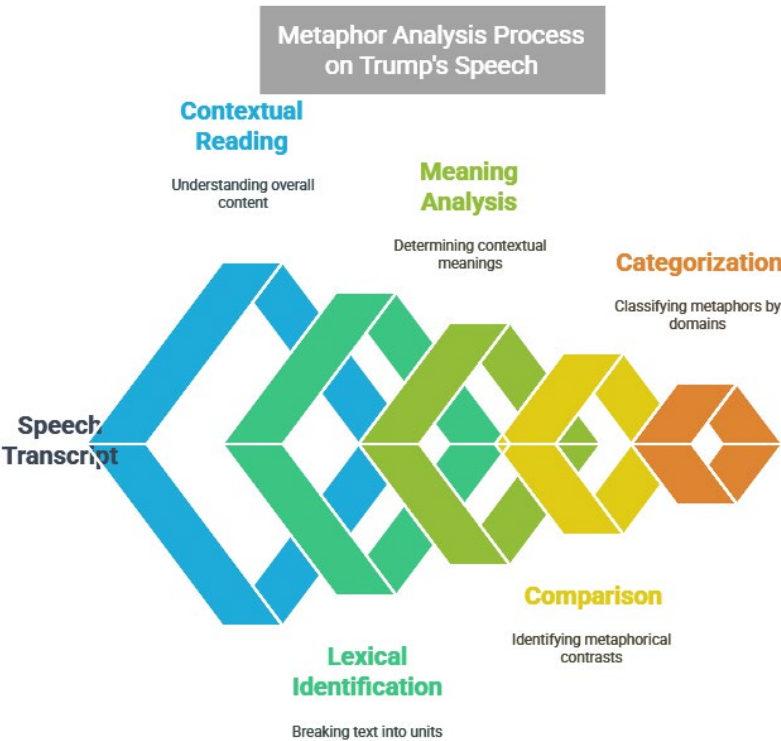 Metaphor Analysis Process
on Trump's Speech
Contextual
Reading
Understanding overall
content
Meaning
Analysis
Determining contextual
meanings
Categorization
Classifying metaphors by
domains
Speech
Transcript
Comparison
Identifying metaphorical
contrasts
Lexical
Identification
Breaking text into units